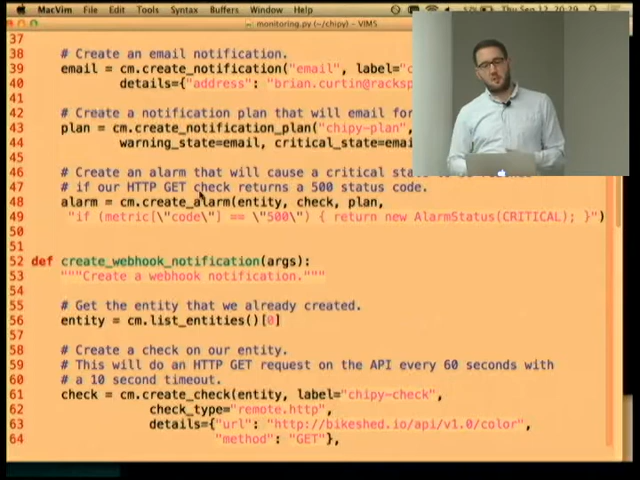 MacVim File Edit Tools Syntax Buffers Window Help Thu Sep 12 20:29
monitoring.py (~/chipy) - VIM5
37
38 # Create an email notification.
39 email = cm.create_notification("email", label="c
40 details={"address": "brian.curtin@racksp
41
42 # Create a notification plan that will email for
43 plan = cm.create_notification_plan("chipy-plan",
44 warning_state=email, critical_state=emai
45
46 # Create an alarm that will cause a critical
47 # if our HTTP GET check returns a 500 status code.
48 alarm = cm.create_alarm(entity, check, plan,
49 "if (metric[\"code\"] == \"500\") { return new AlarmStatus(CRITICAL); }")
50
51
52 def create_webhook_notification(args):
53 """Create a webhook notification."""
54
55 # Get the entity that we already created.
56 entity = cm.list_entities()[0]
57
58 # Create a check on our entity.
59 # This will do an HTTP GET request on the API every 60 seconds with
60 # a 10 second timeout.
61 check = cm.create_check(entity, label="chipy-check",
62 check_type="remote.http",
63 details={"url": "http://bikeshed.io/api/v1.0/color",
64 "method": "GET"},